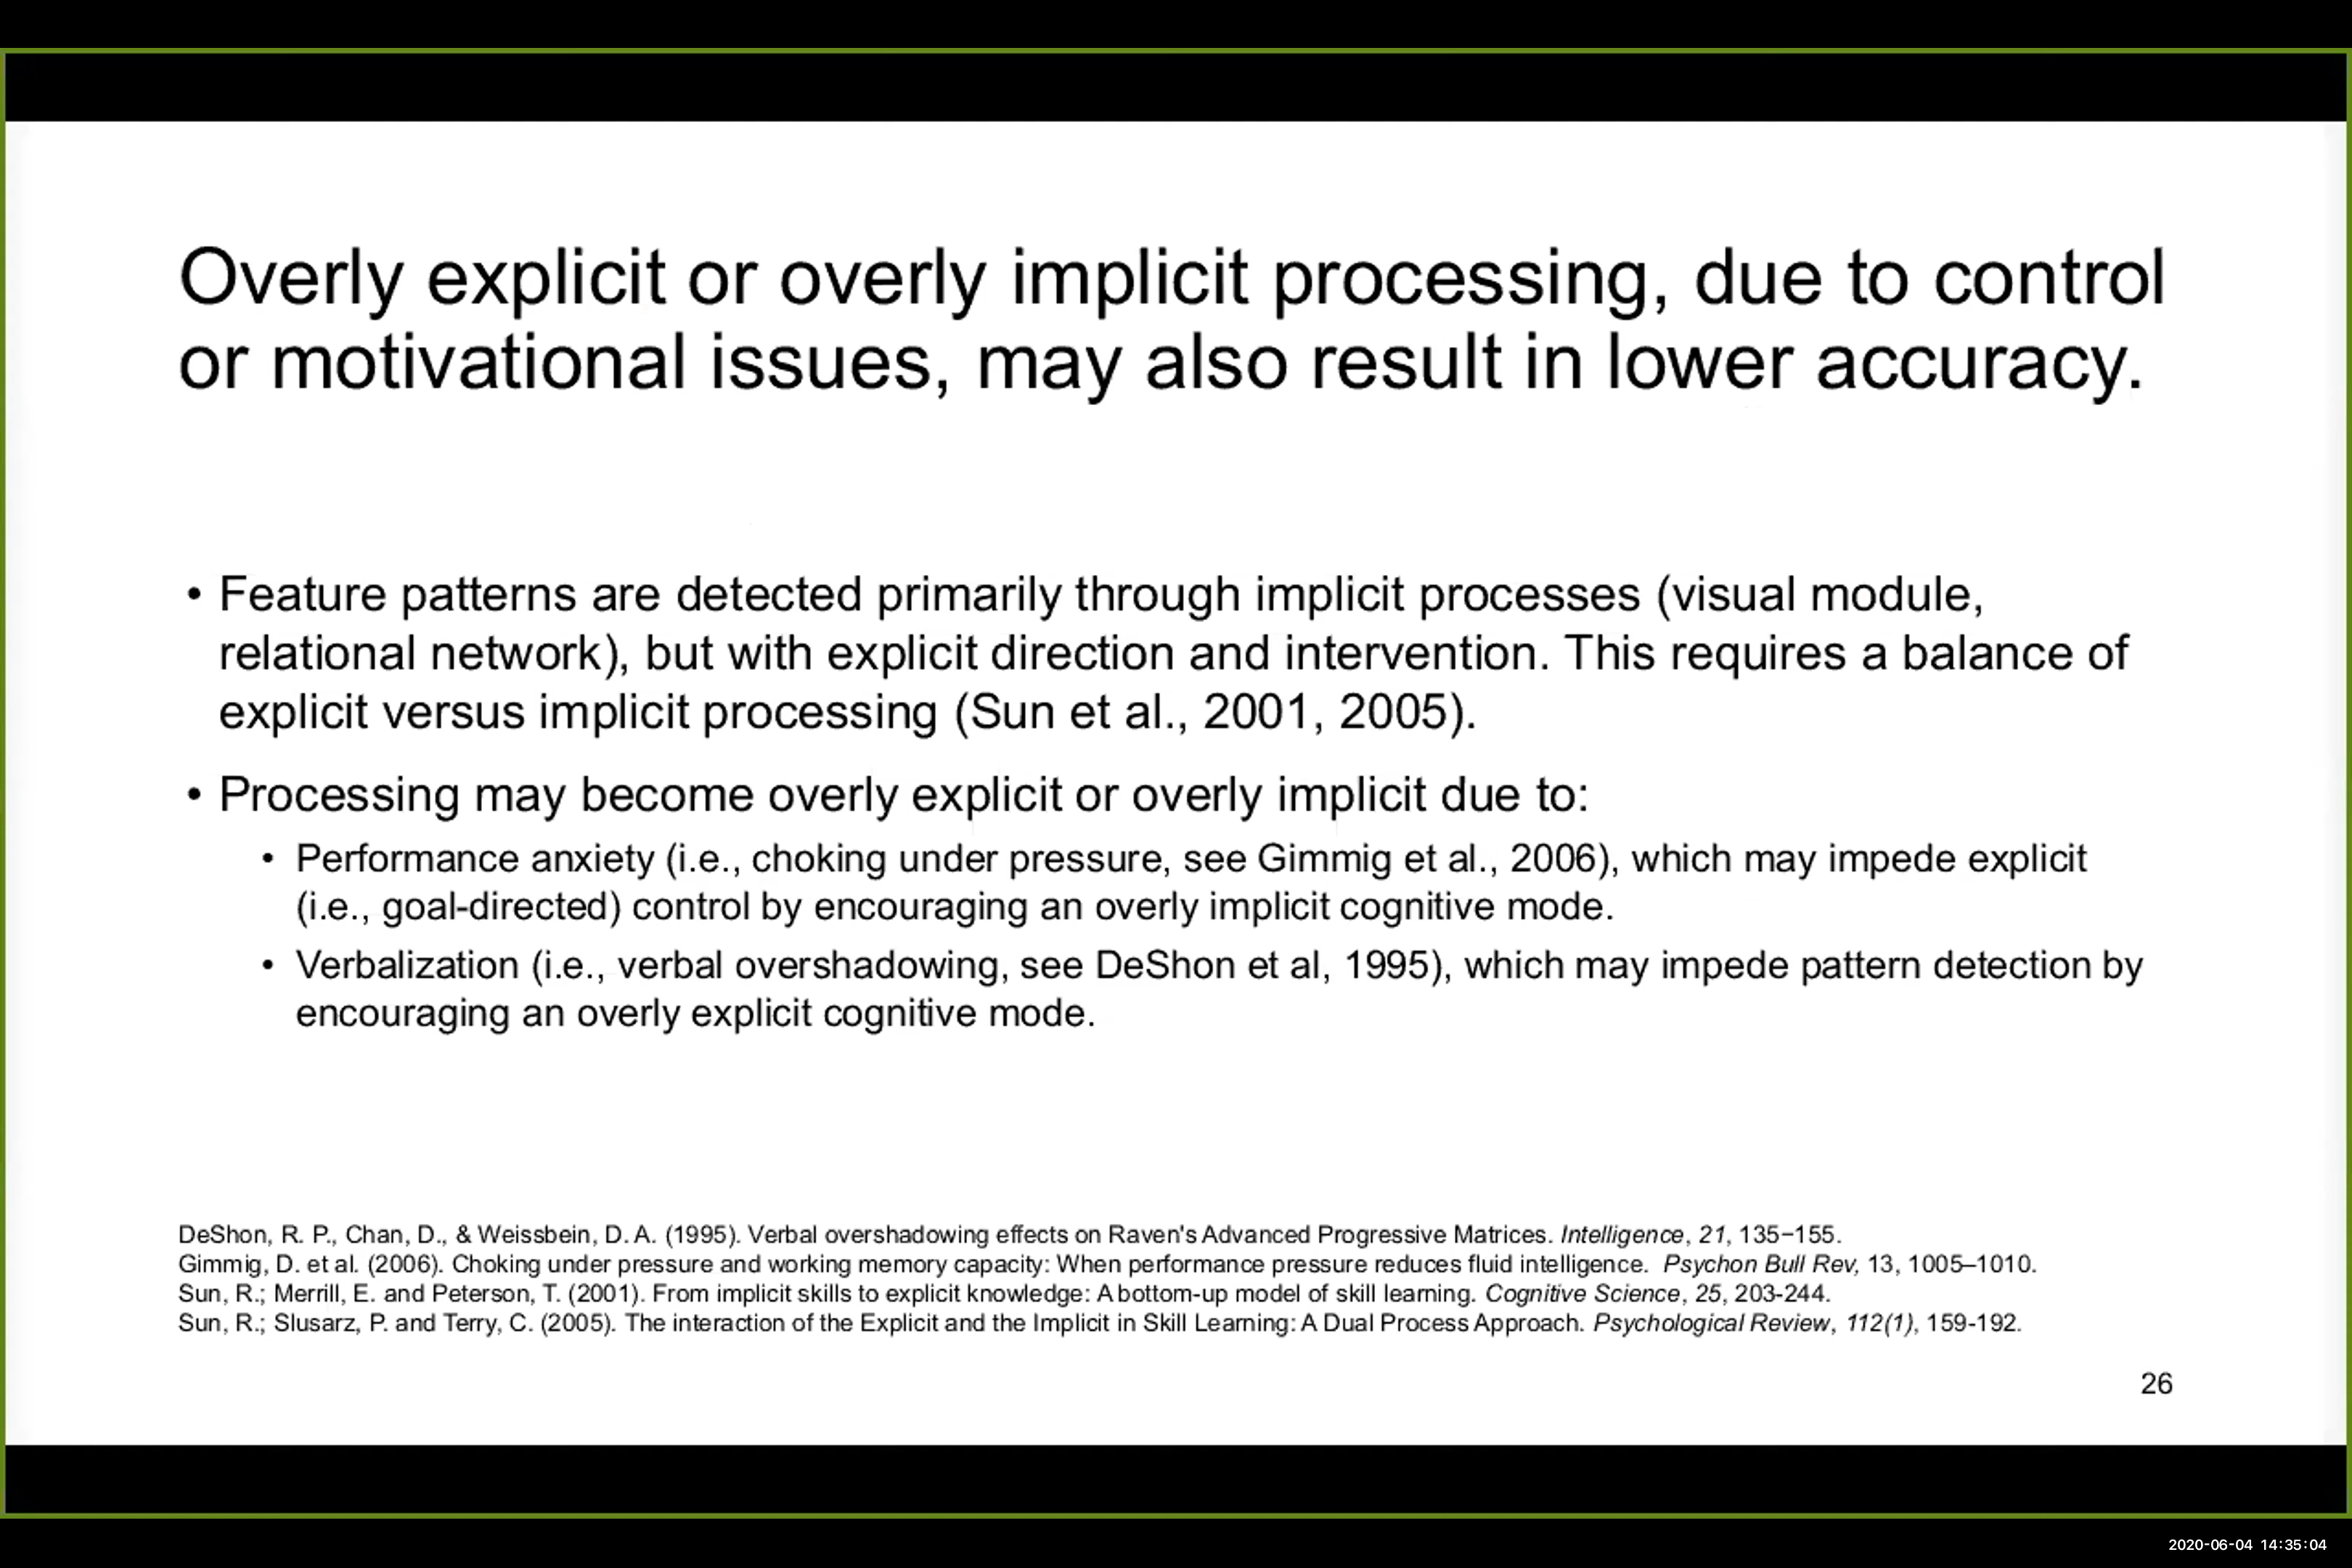 Overly explicit or overly implicit processing, due to control
or motivational issues, may also result in lower accuracy.
• Feature patterns are detected primarily through implicit processes (visual module,
relational network), but with explicit direction and intervention. This requires a balance of
explicit versus implicit processing (Sun et al., 2001, 2005).
• Processing may become overly explicit or overly implicit due to:
• Performance anxiety (i.e., choking under pressure, see Gimmig et al., 2006), which may impede explicit
(i.e., goal-directed) control by encouraging an overly implicit cognitive mode.
• Verbalization (i.e., verbal overshadowing, see DeShon et al, 1995), which may impede pattern detection by
encouraging an overly explicit cognitive mode.
DeShon, R. P., Chan, D., & Weissbein, D. A. (1995). Verbal overshadowing effects on Raven's Advanced Progressive Matrices. Intelligence, 21, 135−155.
Gimmig, D. et al. (2006). Choking under pressure and working memory capacity: When performance pressure reduces fluid intelligence. Psychon Bull Rev, 13, 1005–1010.
Sun, R.; Merrill, E. and Peterson, T. (2001). From implicit skills to explicit knowledge: A bottom-up model of skill learning. Cognitive Science, 25, 203-244.
Sun, R.; Slusarz, P. and Terry, C. (2005). The interaction of the Explicit and the Implicit in Skill Learning: A Dual Process Approach. Psychological Review, 112(1), 159-192.
26
2020-06-04 14:35:04